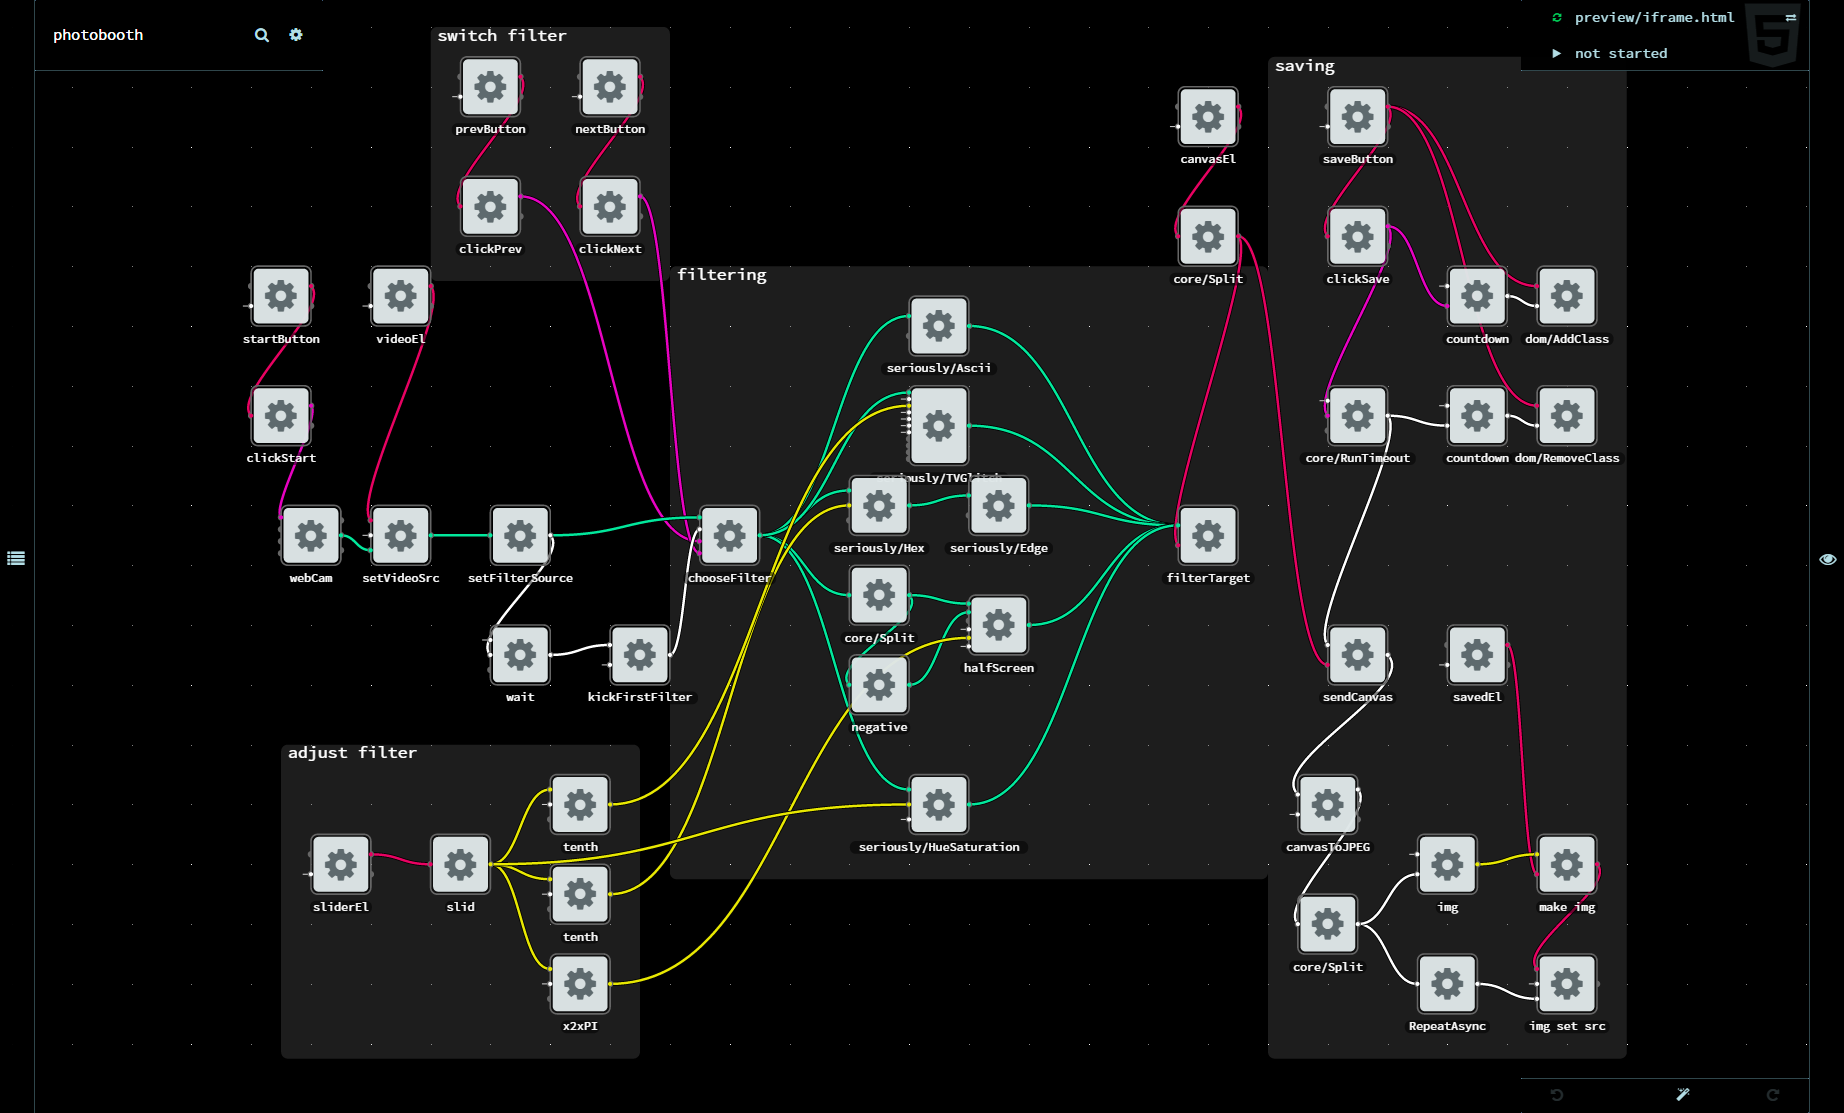 photobooth
preview/iframe.html
not started
switch filter
prevButton
nextButton
clickPrev
clickNext
canvasEl
core/Split
saving
saveButton
clickSave
countdown
dom/AddClass
core/RunTimeout
countdown
dom/RemoveClass
startButton
videoEl
clickStart
filtering
seriously/Ascii
seriously/TVGlitch
seriously/Hex
seriously/Edge
webCam
setVideoSrc
setFilterSource
chooseFilter
filterTarget
core/Split
halfScreen
negative
wait
kickFirstFilter
sendCanvas
savedEl
adjust filter
tenth
seriously/HueSaturation
canvasToJPEG
sliderEl
slid
tenth
img
make img
x2xPI
core/Split
RepeatAsync
img set src